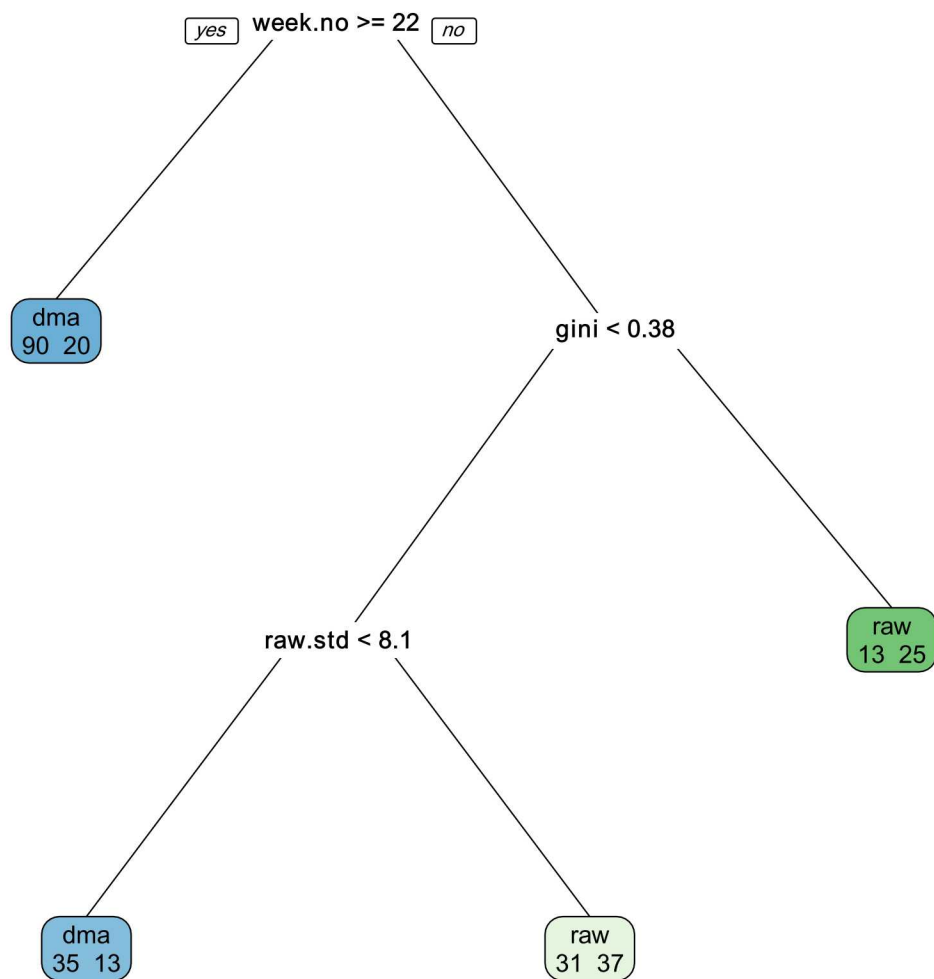 yes
week.no >= 22
no
dma
90 20
gini < 0.38
raw.std < 8.1
raw
13 25
dma
35 13
raw
31 37